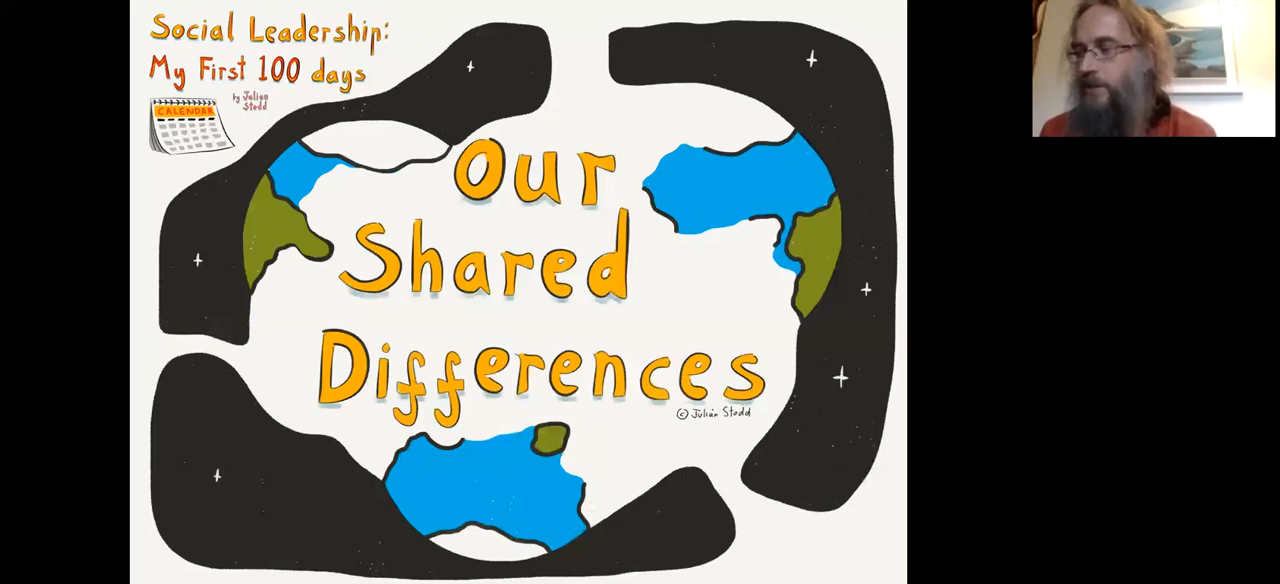 Social Leadership:
My First 100 days
by Julian
Stodd
CALENDAR
Our
Shared
Differences
© Julian Stodd